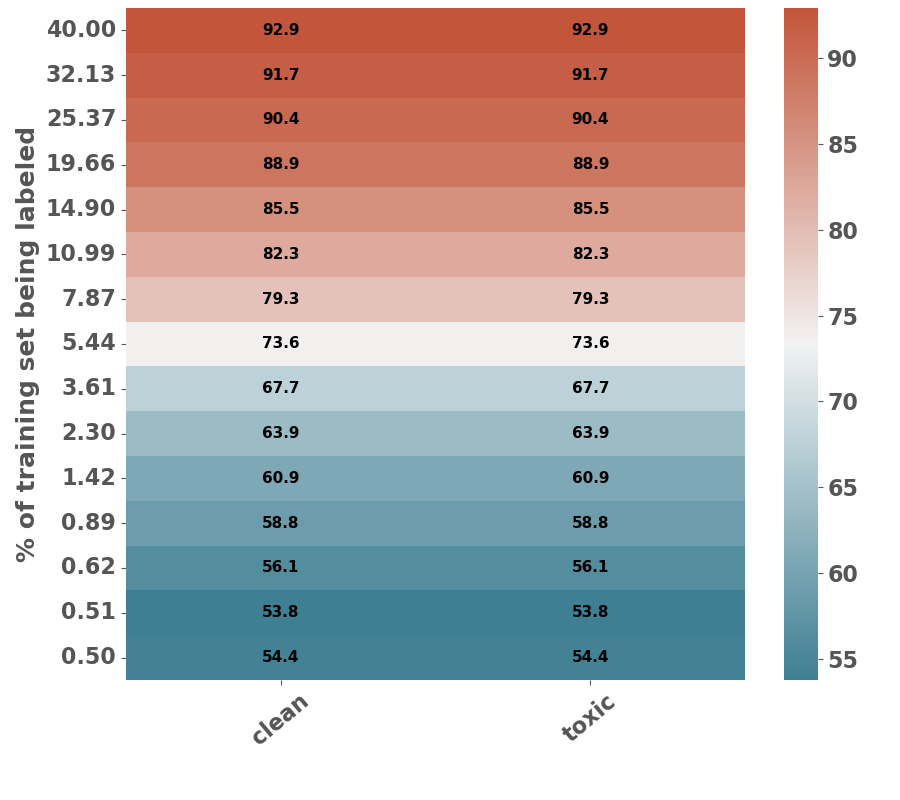 % of training set being labeled
40.00 92.9 92.9
32.13 91.7 91.7
25.37 90.4 90.4
19.66 88.9 88.9
14.90 85.5 85.5
10.99 82.3 82.3
7.87 79.3 79.3
5.44 73.6 73.6
3.61 67.7 67.7
2.30 63.9 63.9
1.42 60.9 60.9
0.89 58.8 58.8
0.62 56.1 56.1
0.51 53.8 53.8
0.50 54.4 54.4
clean toxic
90
85
80
75
70
65
60
55